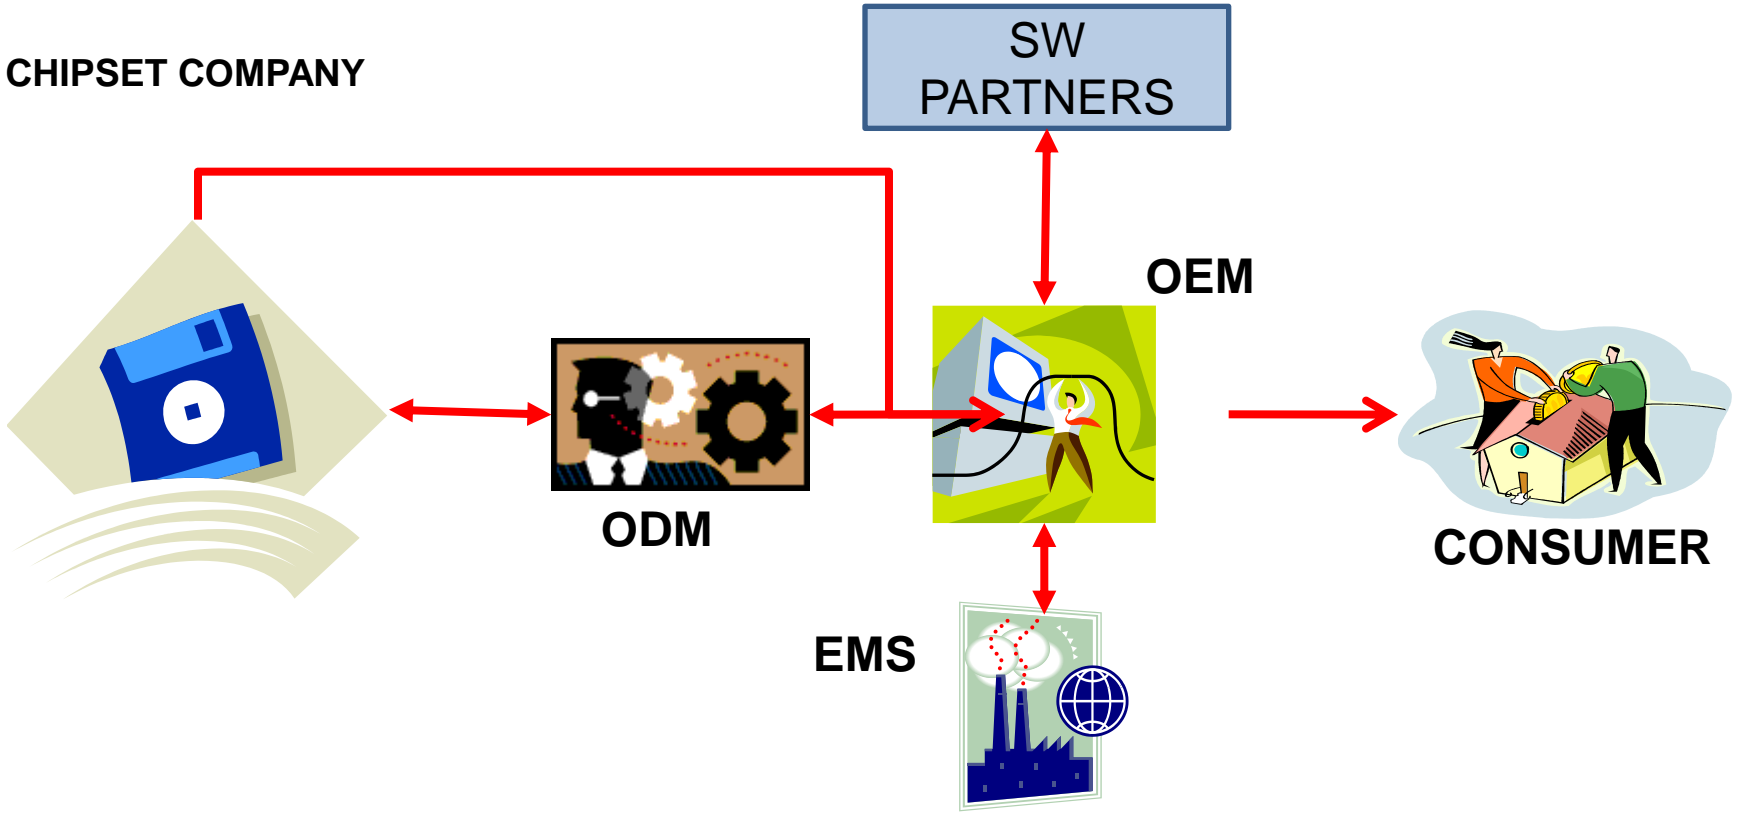 SW
PARTNERS
CHIPSET COMPANY
OEM
ODM
CONSUMER
EMS